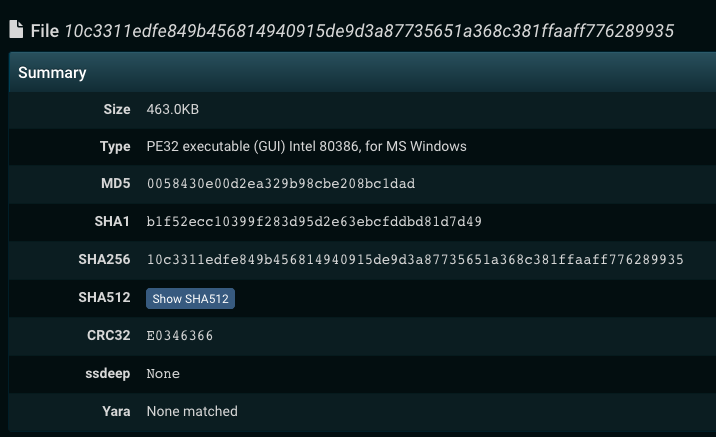 File 10c3311edfe849b456814940915de9d3a87735651a368c381ffaaff776289935
Summary
Size 463.0KB
Type PE32 executable (GUI) Intel 80386, for MS Windows
MD5 0058430e00d2ea329b98cbe208bc1dad
SHA1 b1f52ecc10399f283d95d2e63ebcfddbd81d7d49
SHA256 10c3311edfe849b456814940915de9d3a87735651a368c381ffaaff776289935
SHA512 Show SHA512
CRC32 E0346366
ssdeep None
Yara None matched